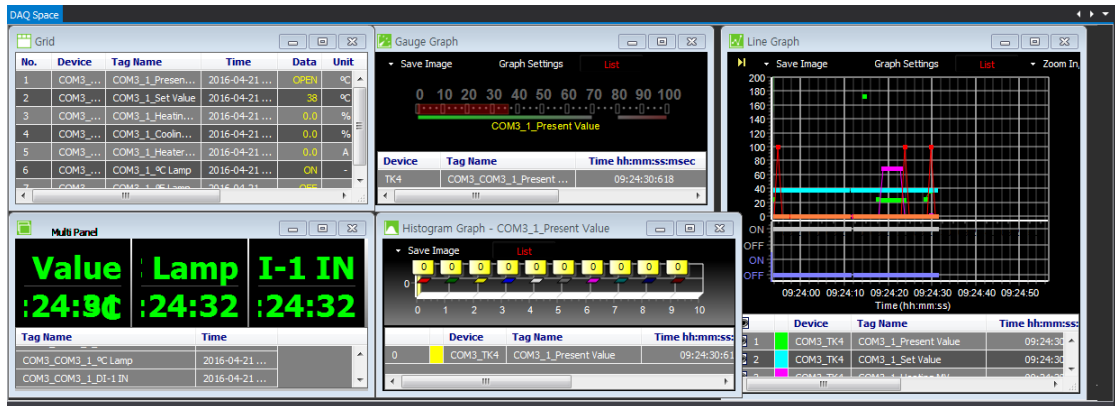 DAQ Space
Grid
No. Device Tag Name Time Data Unit
1 COM3_... COM3_1_Presen... 2016-04-21 ... OPEN ºC
2 COM3_... COM3_1_Set Value 2016-04-21 ... 38 ºC
3 COM3_... COM3_1_Heatin... 2016-04-21 ... 0.0 %
4 COM3_... COM3_1_Coolin... 2016-04-21 ... 0.0 %
5 COM3_... COM3_1_Heater... 2016-04-21 ... 0.0 A
6 COM3_... COM3_1_ºC Lamp 2016-04-21 ... ON -
Gauge Graph
Save Image Graph Settings List
0 10 20 30 40 50 60 70 80 90 100
COM3_1_Present Value
Device Tag Name Time hh:mm:ss:msec
TK4 COM3_COM3_1_Present ... 09:24:30:618
Line Graph
Save Image Graph Settings List Zoom In,
200
180
160
140
120
100
80
60
40
20
0
ON
OFF
ON
OFF
09:24:00 09:24:10 09:24:20 09:24:30 09:24:40 09:24:50
Time(hh:mm:ss)
Device Tag Name Time hh:mm:ss:
1 COM3_TK4 COM3_1_Present Value 09:24:30
2 COM3_TK4 COM3_1_Set Value 09:24:30
Multi Panel
Value Lamp I-1 IN
:24:32 :24:32
Tag Name Time
COM3_COM3_1_ºC Lamp 2016-04-21 ...
COM3_COM3_1_DI-1 IN 2016-04-21 ...
Histogram Graph - COM3_1_Present Value
Save Image List
0 0 0 0 0 0 0 0 0 0
0
0 1 2 3 4 5 6 7 8 9 10
Device Tag Name Time hh:mm:ss
0 COM3_TK4 COM3_1_Present Value 09:24:30:61